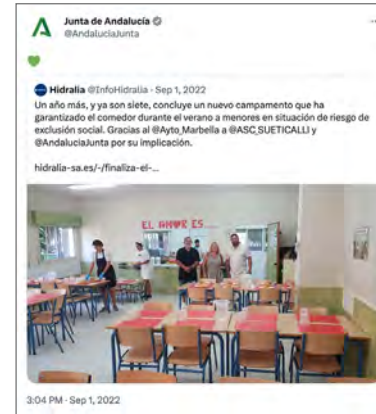 Junta de Andalucía
@AndaluciaJunta
Hidralia @InfoHidralia · Sep 1, 2022
Un año más, y ya son siete, concluye un nuevo campamento que ha
garantizado el comedor durante el verano a menores en situación de riesgo de
exclusión social. Gracias al @Ayto_Marbella a @ASC_SUETICALLI y
@AndaluciaJunta por su implicación.
hidralia-sa.es/-/finaliza-el-...
EL AMOR ES...
3:04 PM · Sep 1, 2022